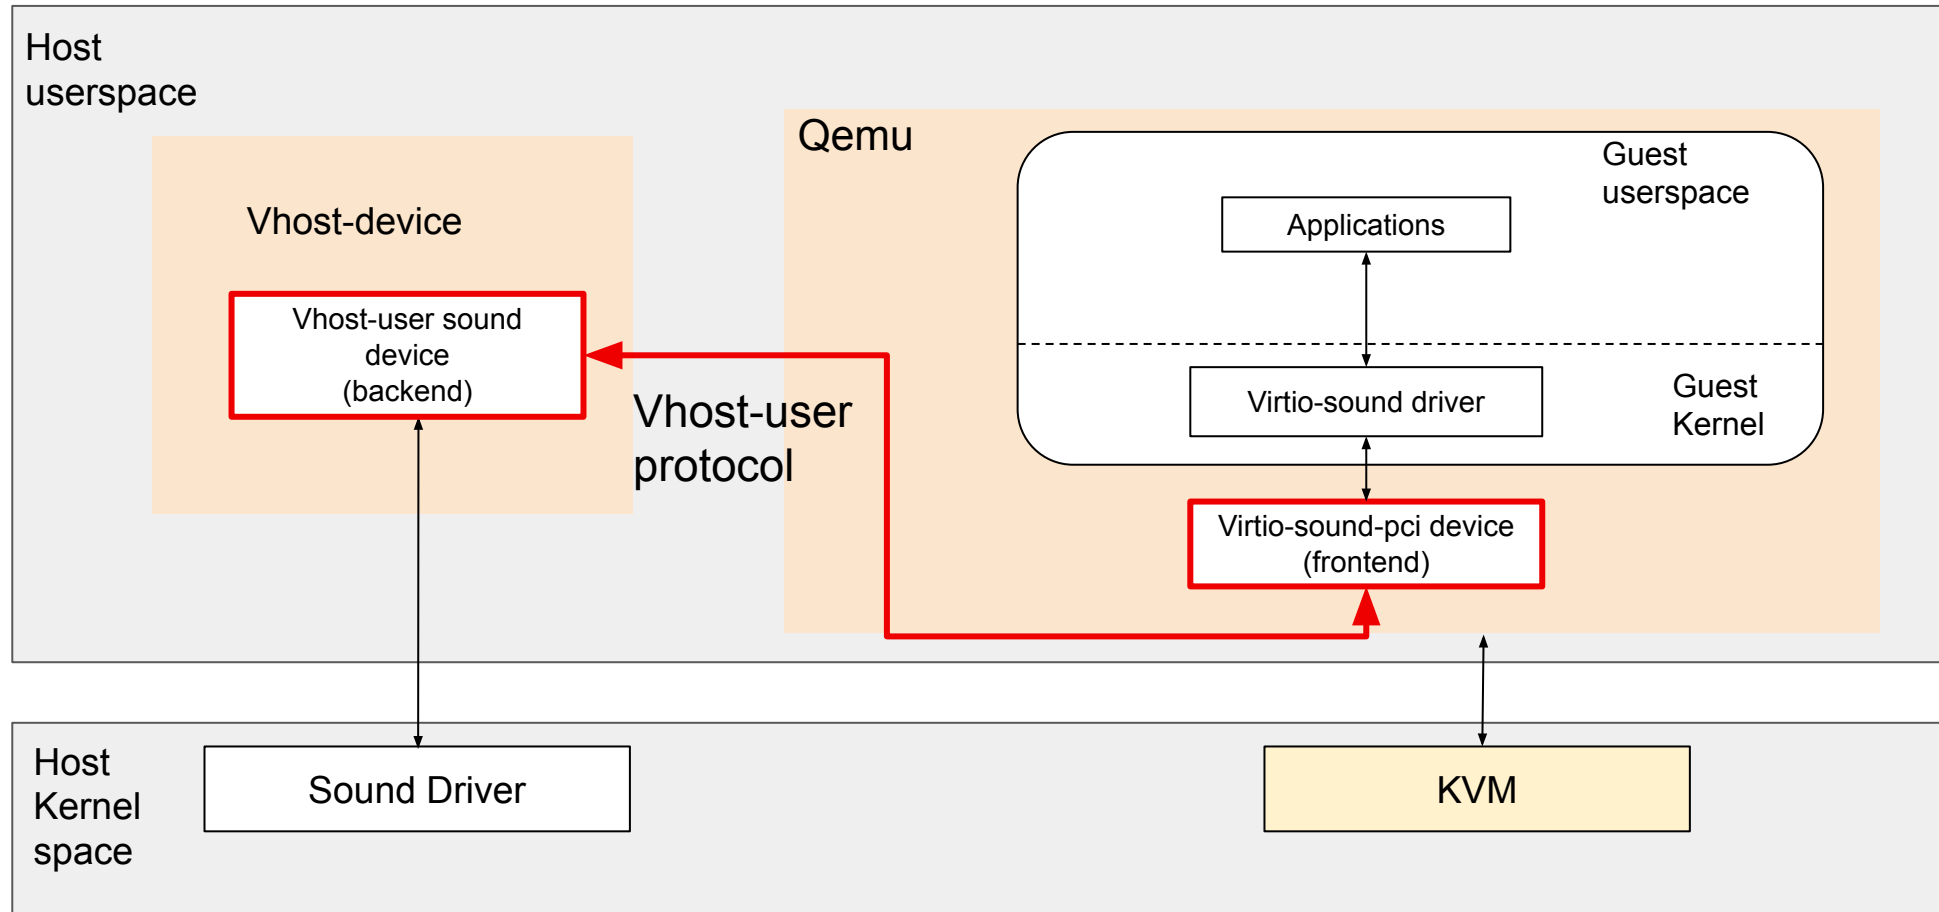 Host
userspace
Qemu
Guest
userspace
Vhost-device
Applications
Vhost-user sound
device
(backend)
Vhost-user
protocol
Virtio-sound driver
Guest
Kernel
Virtio-sound-pci device
(frontend)
Host
Kernel
space
Sound Driver
KVM